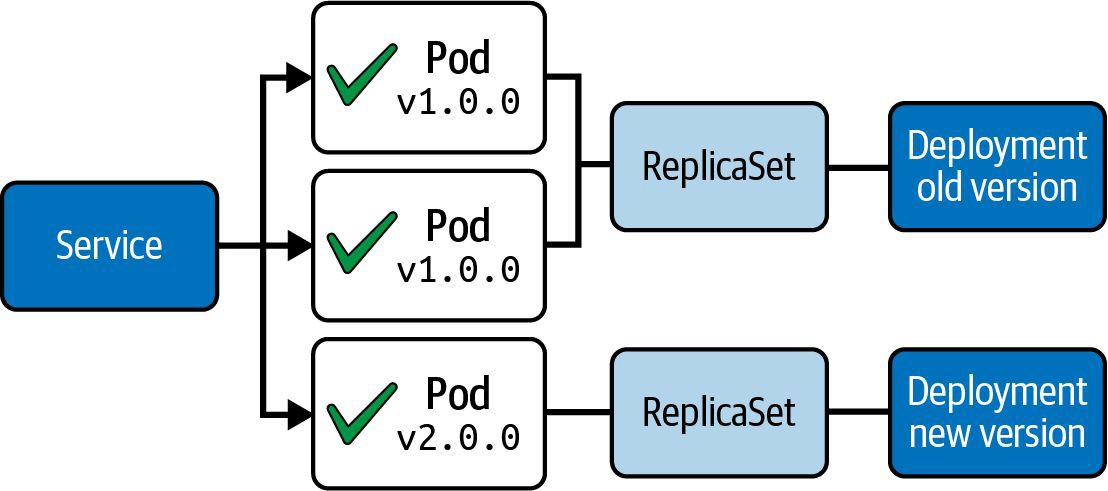 Service
Pod
v1.0.0
Pod
v1.0.0
Pod
v2.0.0
ReplicaSet
Deployment
old version
ReplicaSet
Deployment
new version